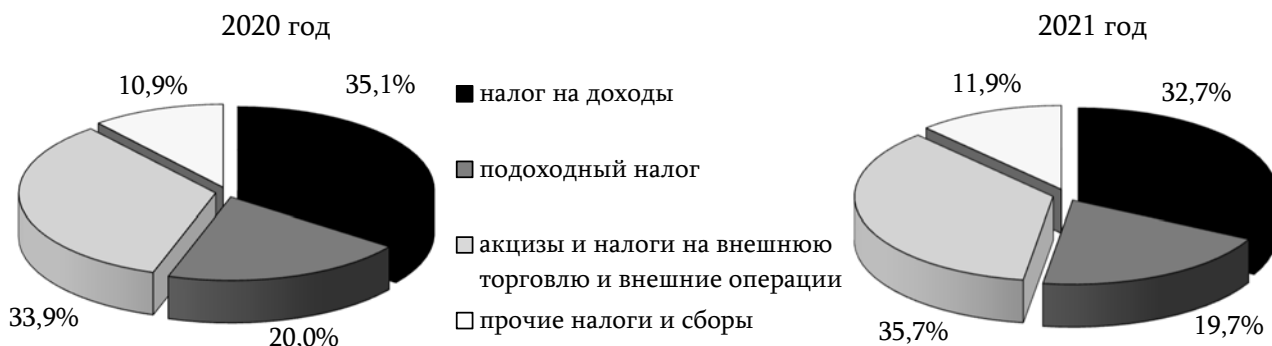 2020 год
2021 год
10,9%
35,1%
33,9%
20,0%
налог на доходы
подоходный налог
акцизы и налоги на внешнюю
торговлю и внешние операции
прочие налоги и сборы
11,9%
32,7%
35,7%
19,7%